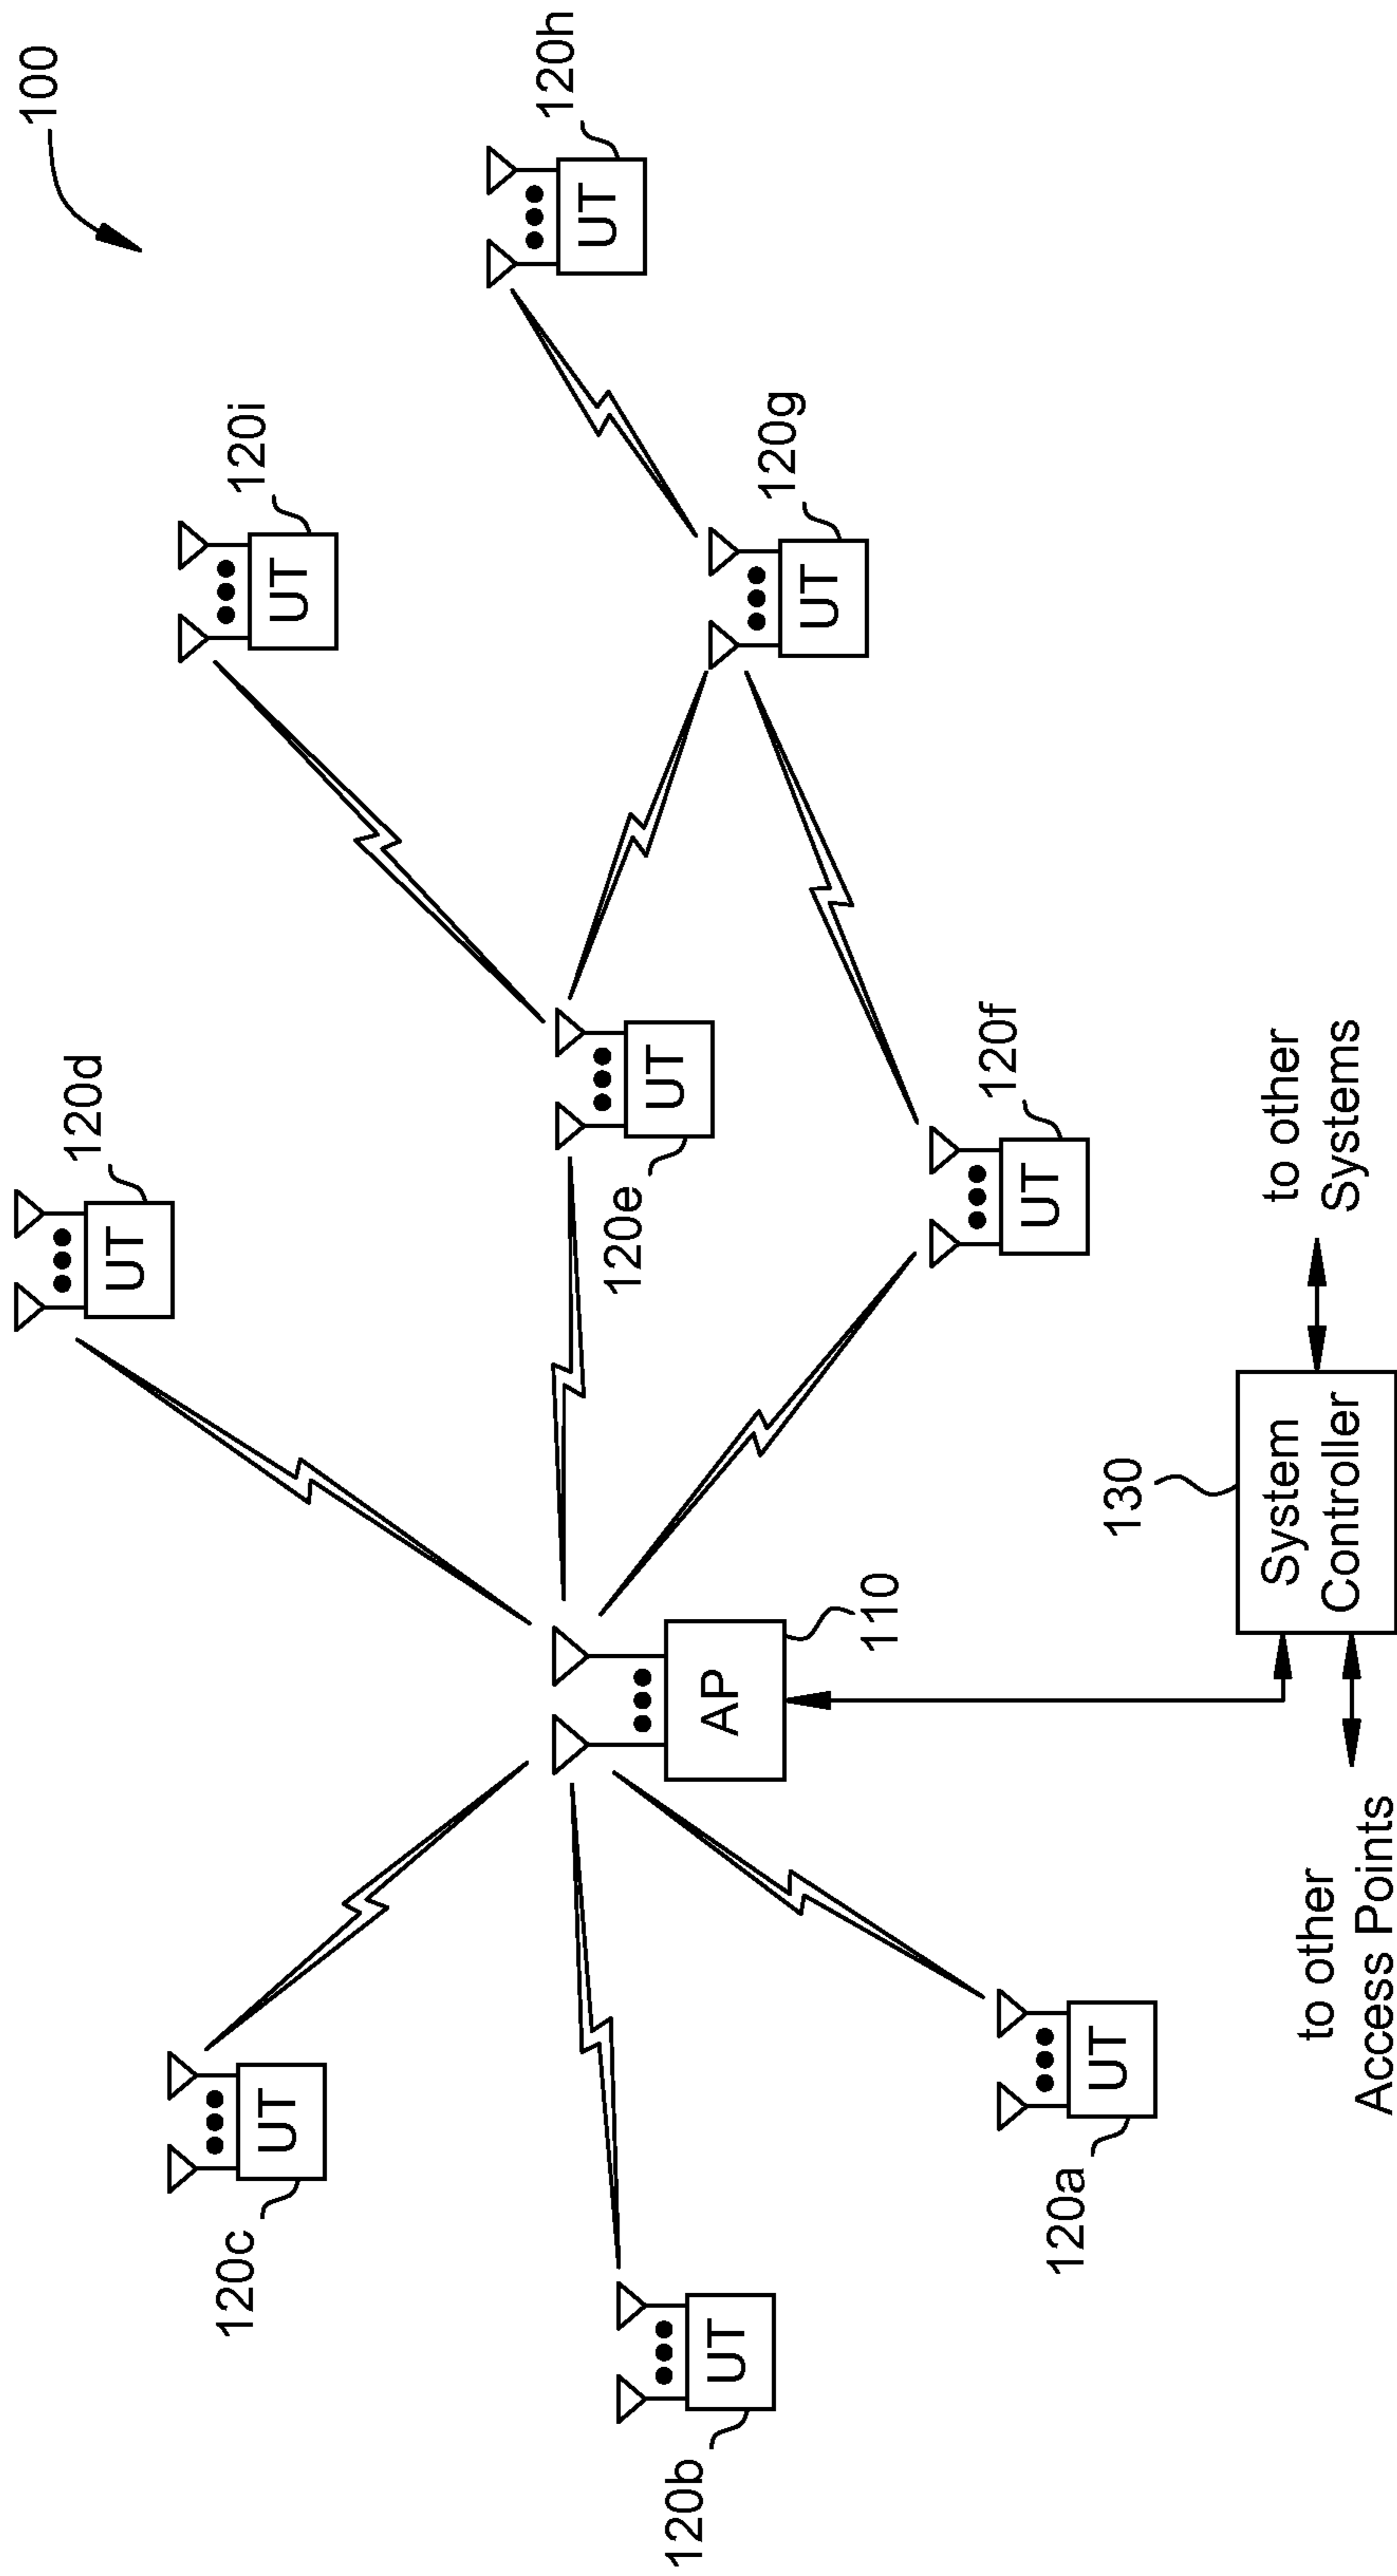 100
120d
UT
120i
UT
120h
UT
120c
UT
120e
UT
120g
UT
120b
UT
AP
110
120f
UT
120a
UT
130
System
Controller
to other
Systems
to other
Access Points